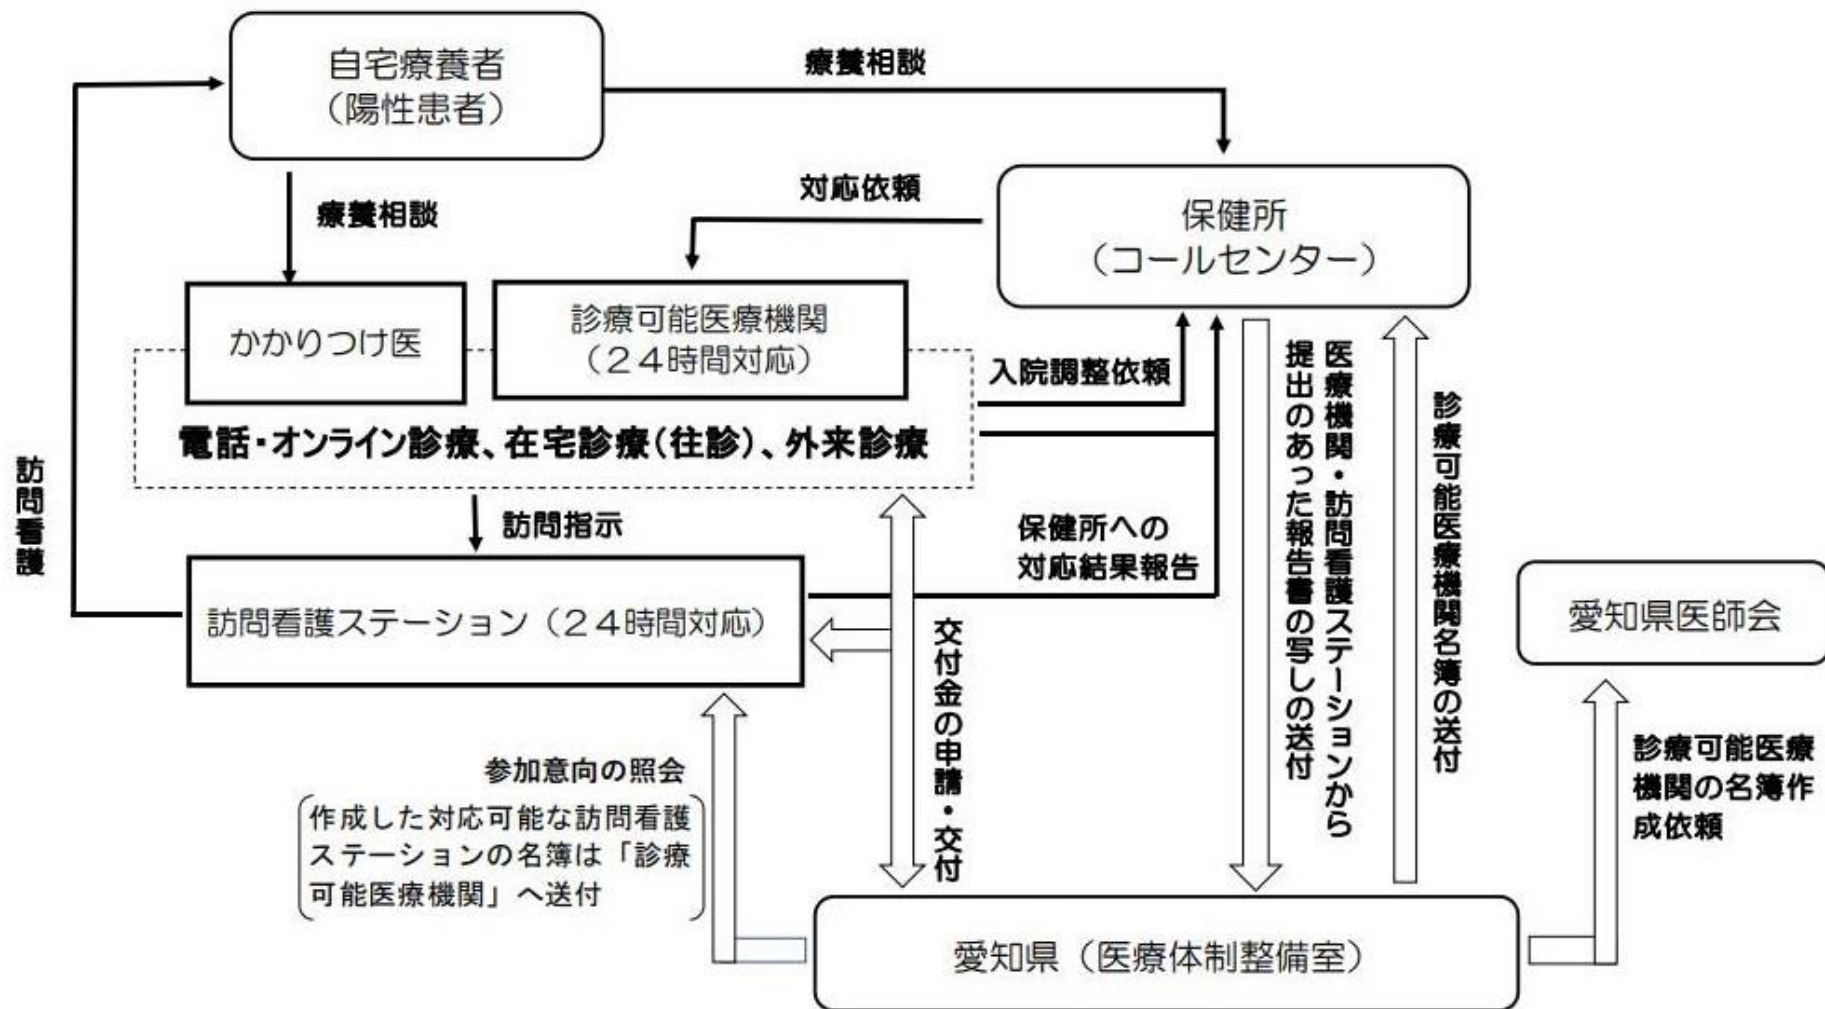 自宅療養者
（陽性患者）
療養相談
療養相談
対応依頼
保健所
（コールセンター）
かかりつけ医
診療可能医療機関
（２４時間対応）
電話・オンライン診療、在宅診療（往診）、外来診療
入院調整依頼
訪問看護
訪問指示
保健所への
対応結果報告
医療機関・訪問看護ステーションから
提出のあった報告書の写しの送付
診療可能医療機関名簿の送付
訪問看護ステーション（２４時間対応）
交付金の申請・交付
愛知県医師会
参加意向の照会
作成した対応可能な訪問看護
ステーションの名簿は「診療
可能医療機関」へ送付
診療可能医療
機関の名簿作
成依頼
愛知県（医療体制整備室）